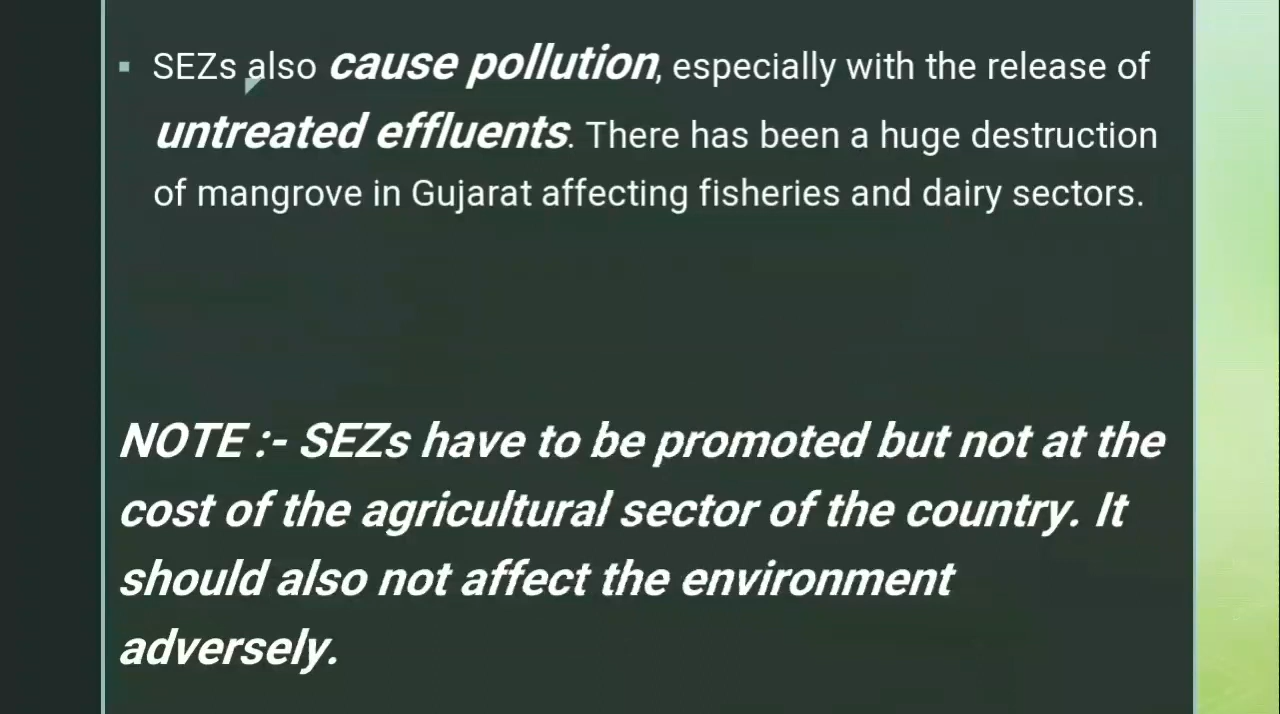 ▪ SEZs also cause pollution, especially with the release of
untreated effluents. There has been a huge destruction
of mangrove in Gujarat affecting fisheries and dairy sectors.
NOTE :- SEZs have to be promoted but not at the
cost of the agricultural sector of the country. It
should also not affect the environment
adversely.